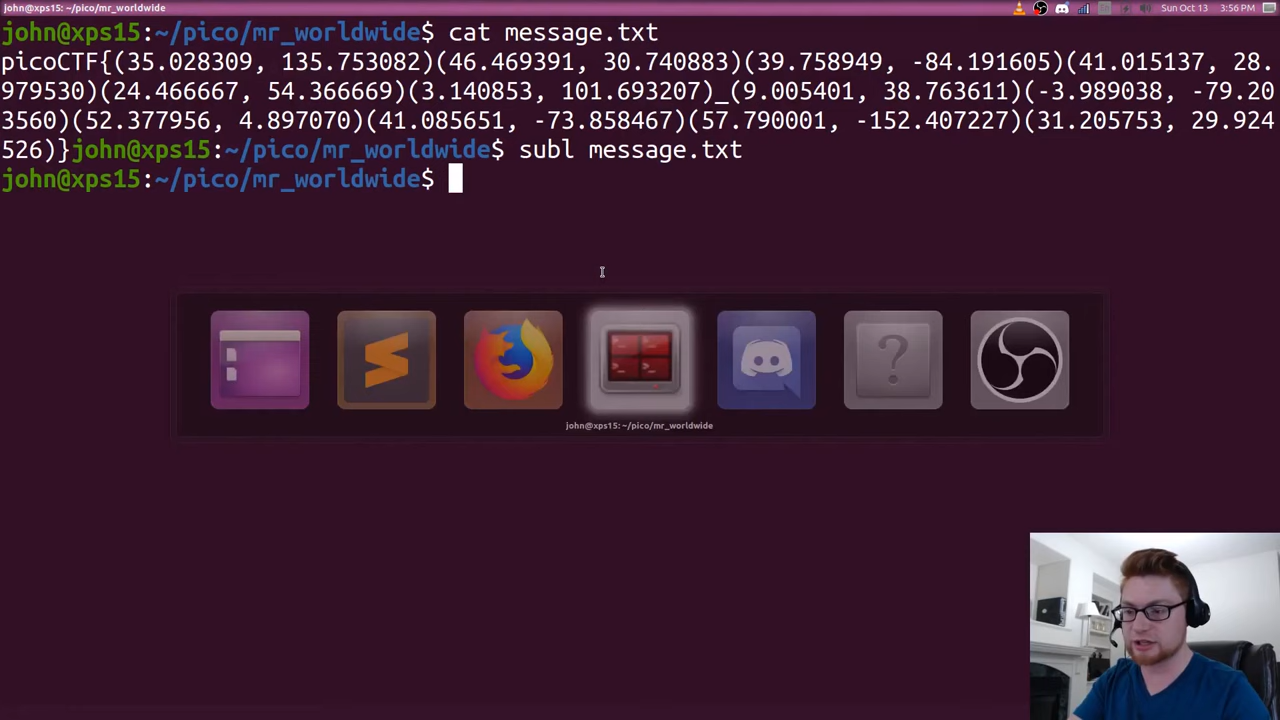 john@xps15: ~/pico/mr_worldwide
Sun Oct 13 3:56 PM
john@xps15:~/pico/mr_worldwide$ cat message.txt
picoCTF{(35.028309, 135.753082)(46.469391, 30.740883)(39.758949, -84.191605)(41.015137, 28.
979530)(24.466667, 54.366669)(3.140853, 101.693207)_(9.005401, 38.763611)(-3.989038, -79.20
3560)(52.377956, 4.897070)(41.085651, -73.858467)(57.790001, -152.407227)(31.205753, 29.924
526)}john@xps15:~/pico/mr_worldwide$ subl message.txt
john@xps15:~/pico/mr_worldwide$
john@xps15: ~/pico/mr_worldwide